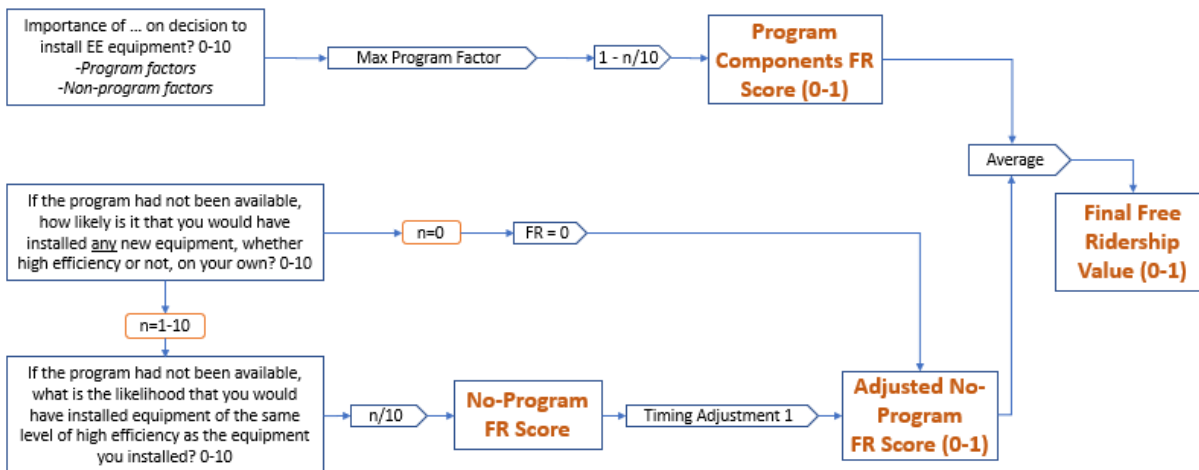 Importance of ... on decision to
install EE equipment? 0-10
-Program factors
-Non-program factors
Max Program Factor
1 - n/10
Program
Components FR
Score (0-1)
Average
Final Free
Ridership
Value (0-1)
If the program had not been available,
how likely is it that you would have
installed any new equipment, whether
high efficiency or not, on your own? 0-10
n=0
FR = 0
n=1-10
If the program had not been available,
what is the likelihood that you would
have installed equipment of the same
level of high efficiency as the equipment
you installed? 0-10
n/10
No-Program
FR Score
Timing Adjustment 1
Adjusted No-
Program
FR Score (0-1)